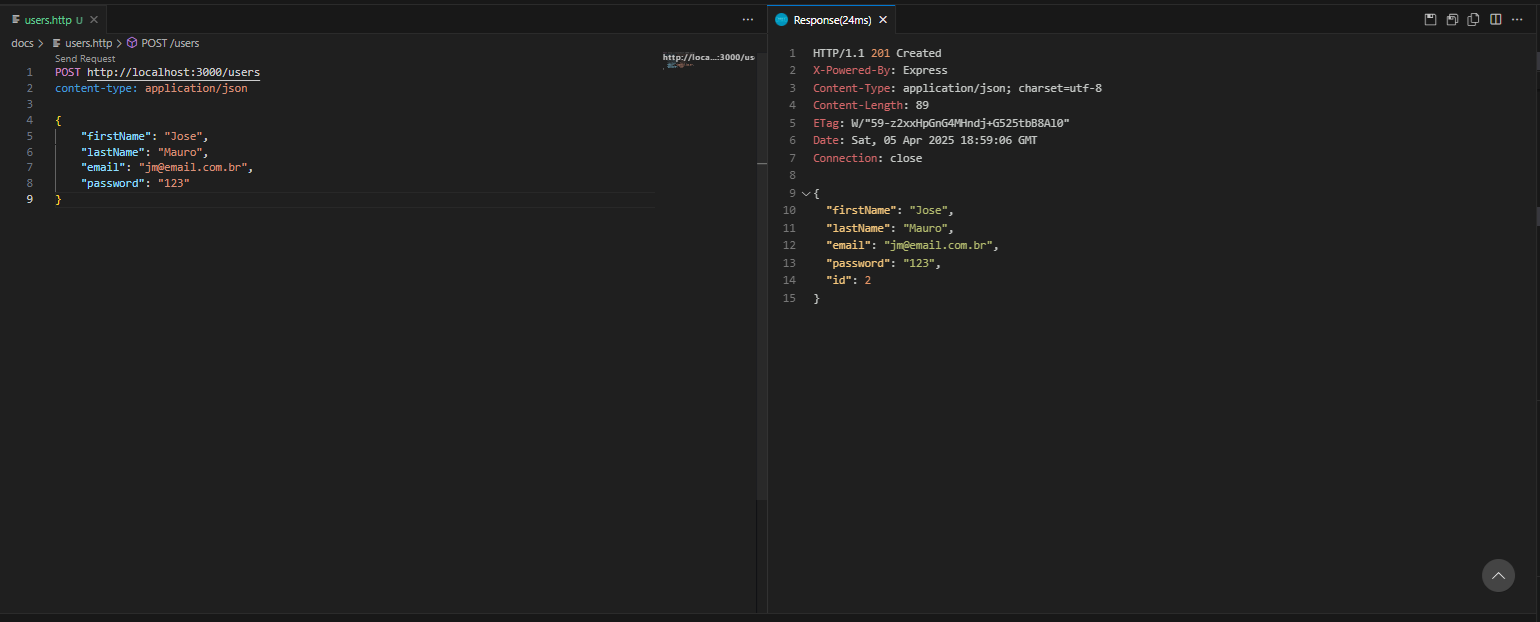 users.http U
docs > users.http > POST /users
Send Request
1 POST http://localhost:3000/users
2 content-type: application/json
3
4 {
5 "firstName": "Jose",
6 "lastName": "Mauro",
7 "email": "jm@email.com.br",
8 "password": "123"
9 }
http://loca...:3000/us
Response(24ms)
1 HTTP/1.1 201 Created
2 X-Powered-By: Express
3 Content-Type: application/json; charset=utf-8
4 Content-Length: 89
5 ETag: W/"59-z2xxHpGnG4MHndj+G525tbB8Al0"
6 Date: Sat, 05 Apr 2025 18:59:06 GMT
7 Connection: close
8
9 {
10 "firstName": "Jose",
11 "lastName": "Mauro",
12 "email": "jm@email.com.br",
13 "password": "123",
14 "id": 2
15 }